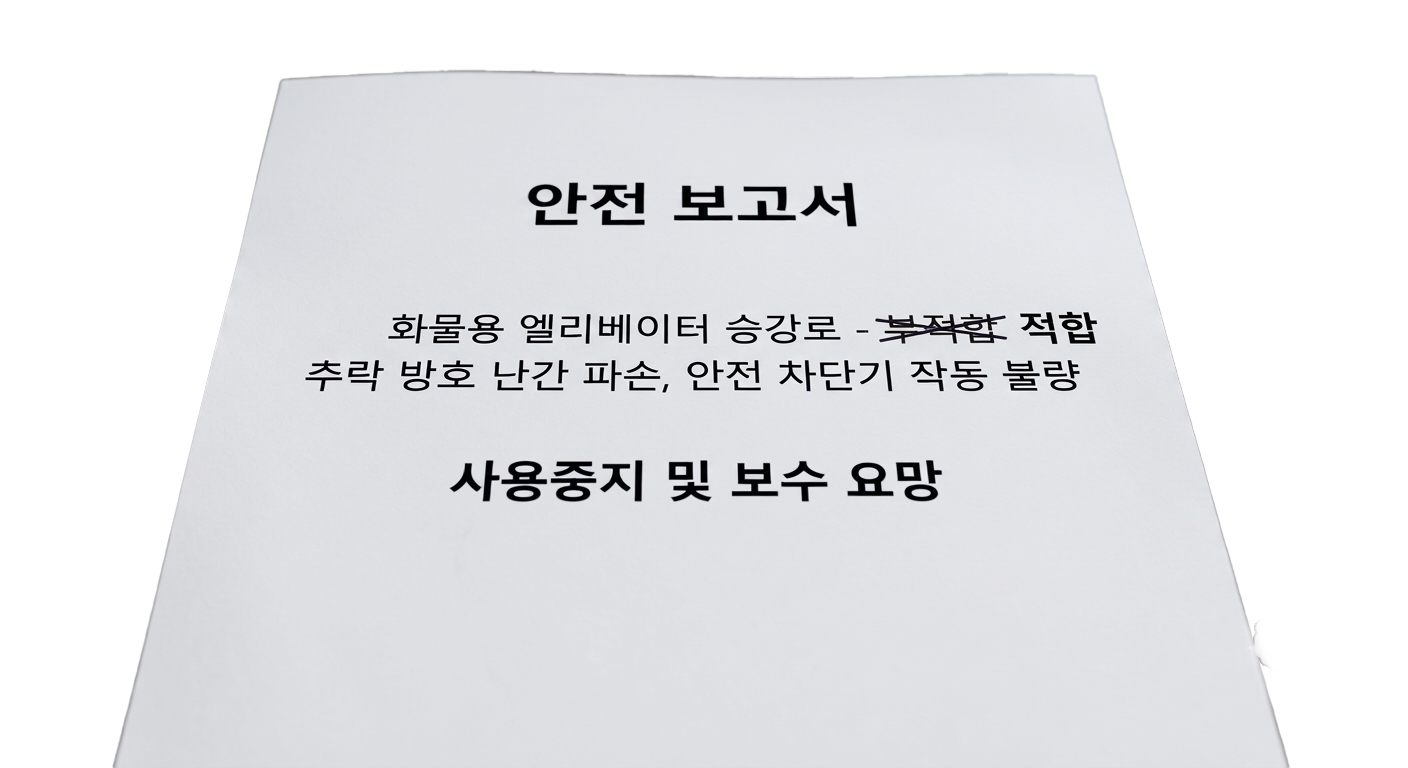 안전 보고서
화물용 엘리베이터 승강로 - 부적합 적합
추락 방호 난간 파손, 안전 차단기 작동 불량
사용중지 및 보수 요망